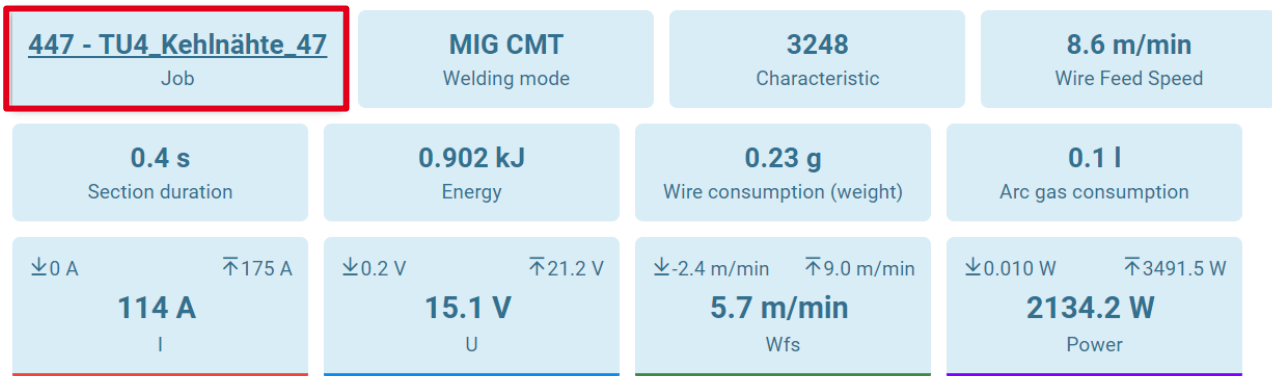 447 - TU4_Kehlnähte_47 MIG CMT 3248 8.6 m/min
Job Welding mode Characteristic Wire Feed Speed
0.4 s 0.902 kJ 0.23 g 0.1 l
Section duration Energy Wire consumption (weight) Arc gas consumption
0 A 175 A 0.2 V 21.2 V -2.4 m/min 9.0 m/min 0.010 W 3491.5 W
114 A 15.1 V 5.7 m/min 2134.2 W
I U Wfs Power